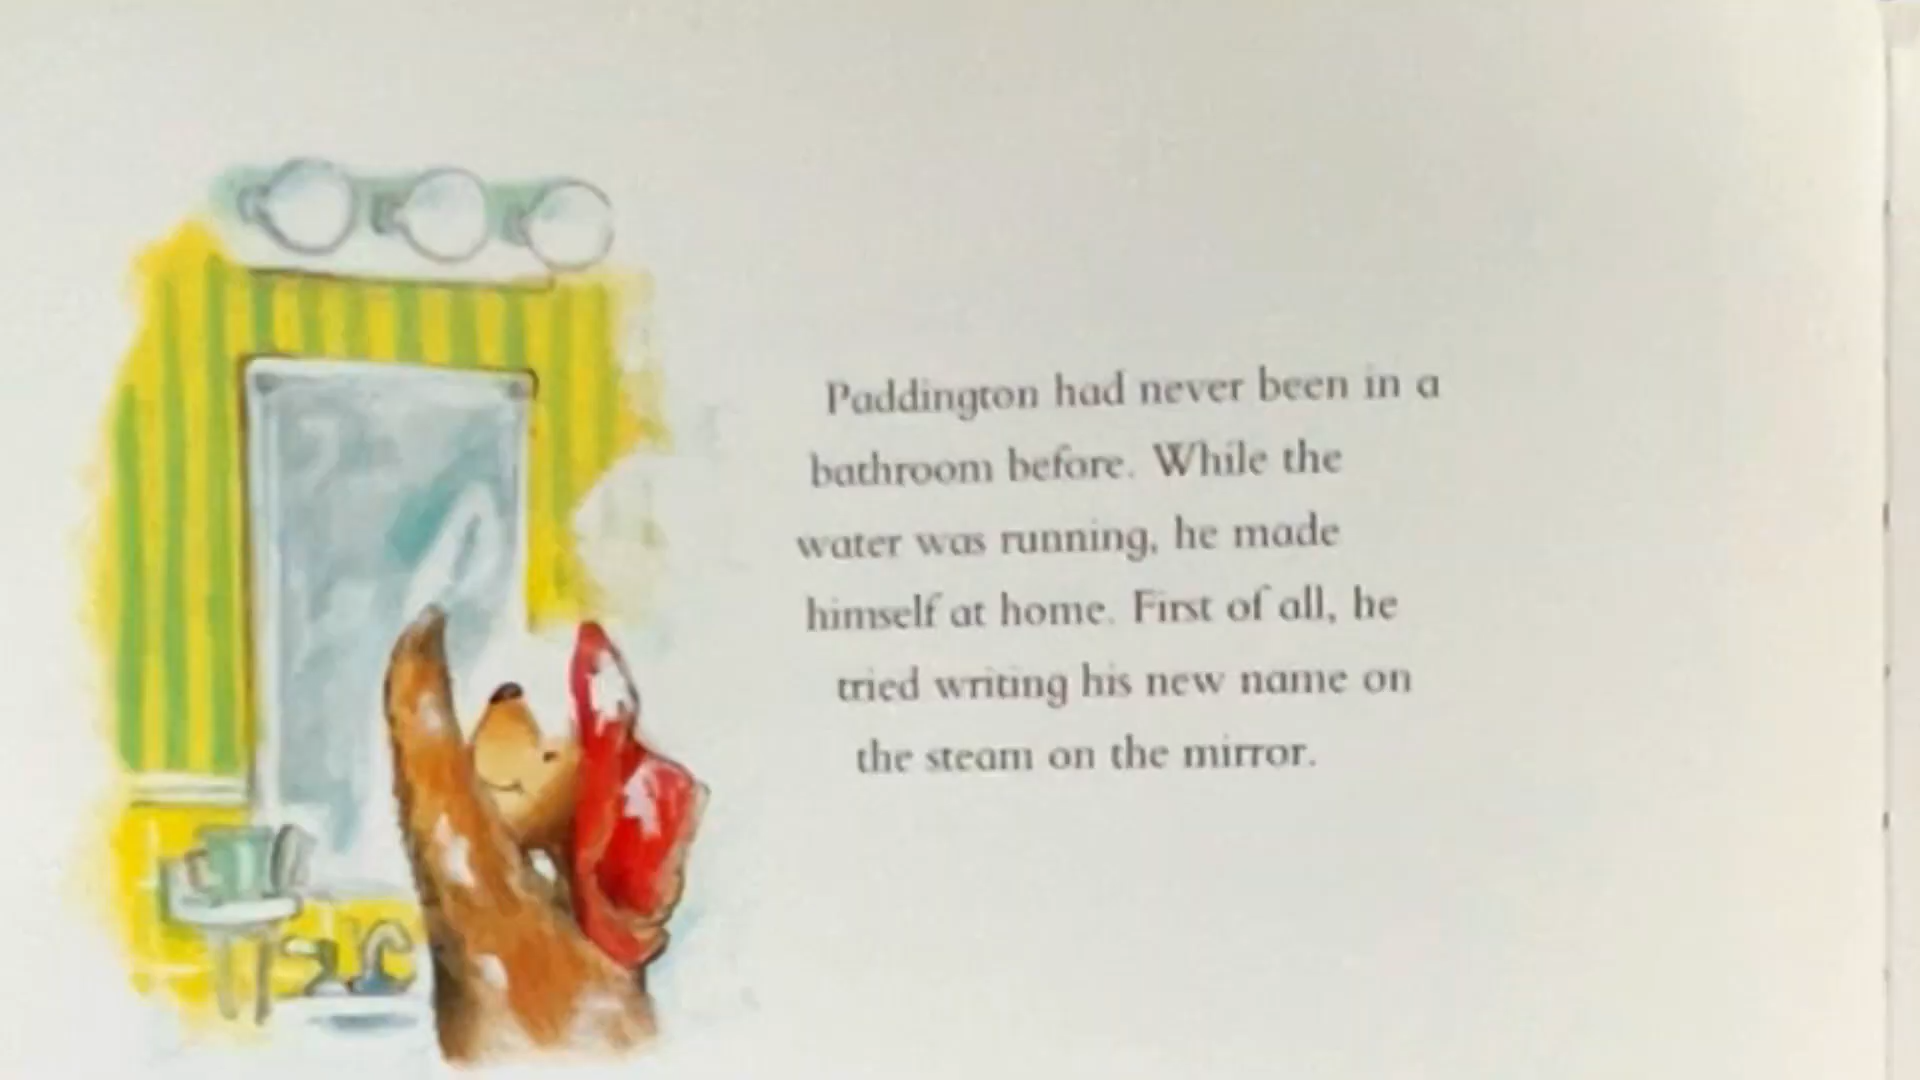 Paddington had never been in a
bathroom before. While the
water was running, he made
himself at home. First of all, he
tried writing his new name on
the steam on the mirror.